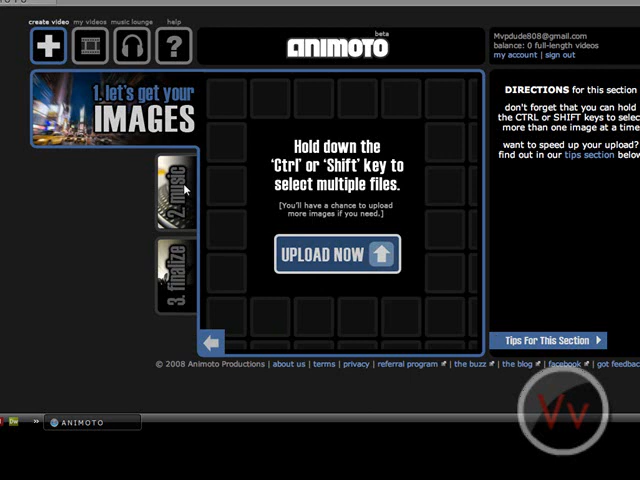 create video my videos music lounge help
ANIMOTO
beta
Mvpdude808@gmail.com
balance: 0 full-length videos
my account | sign out
1. let's get your
IMAGES
2. music
3. finalize
Hold down the
'Ctrl' or 'Shift' key to
select multiple files.
[You'll have a chance to upload
more images if you need.]
UPLOAD NOW
DIRECTIONS for this section
don't forget that you can hold
the CTRL or SHIFT keys to selec
more than one image at a time
want to speed up your upload?
find out in our tips section below
Tips For This Section
© 2008 Animoto Productions | about us | terms | privacy | referral program | the buzz | the blog | facebook | got feedba
» ANIMOTO
Vv